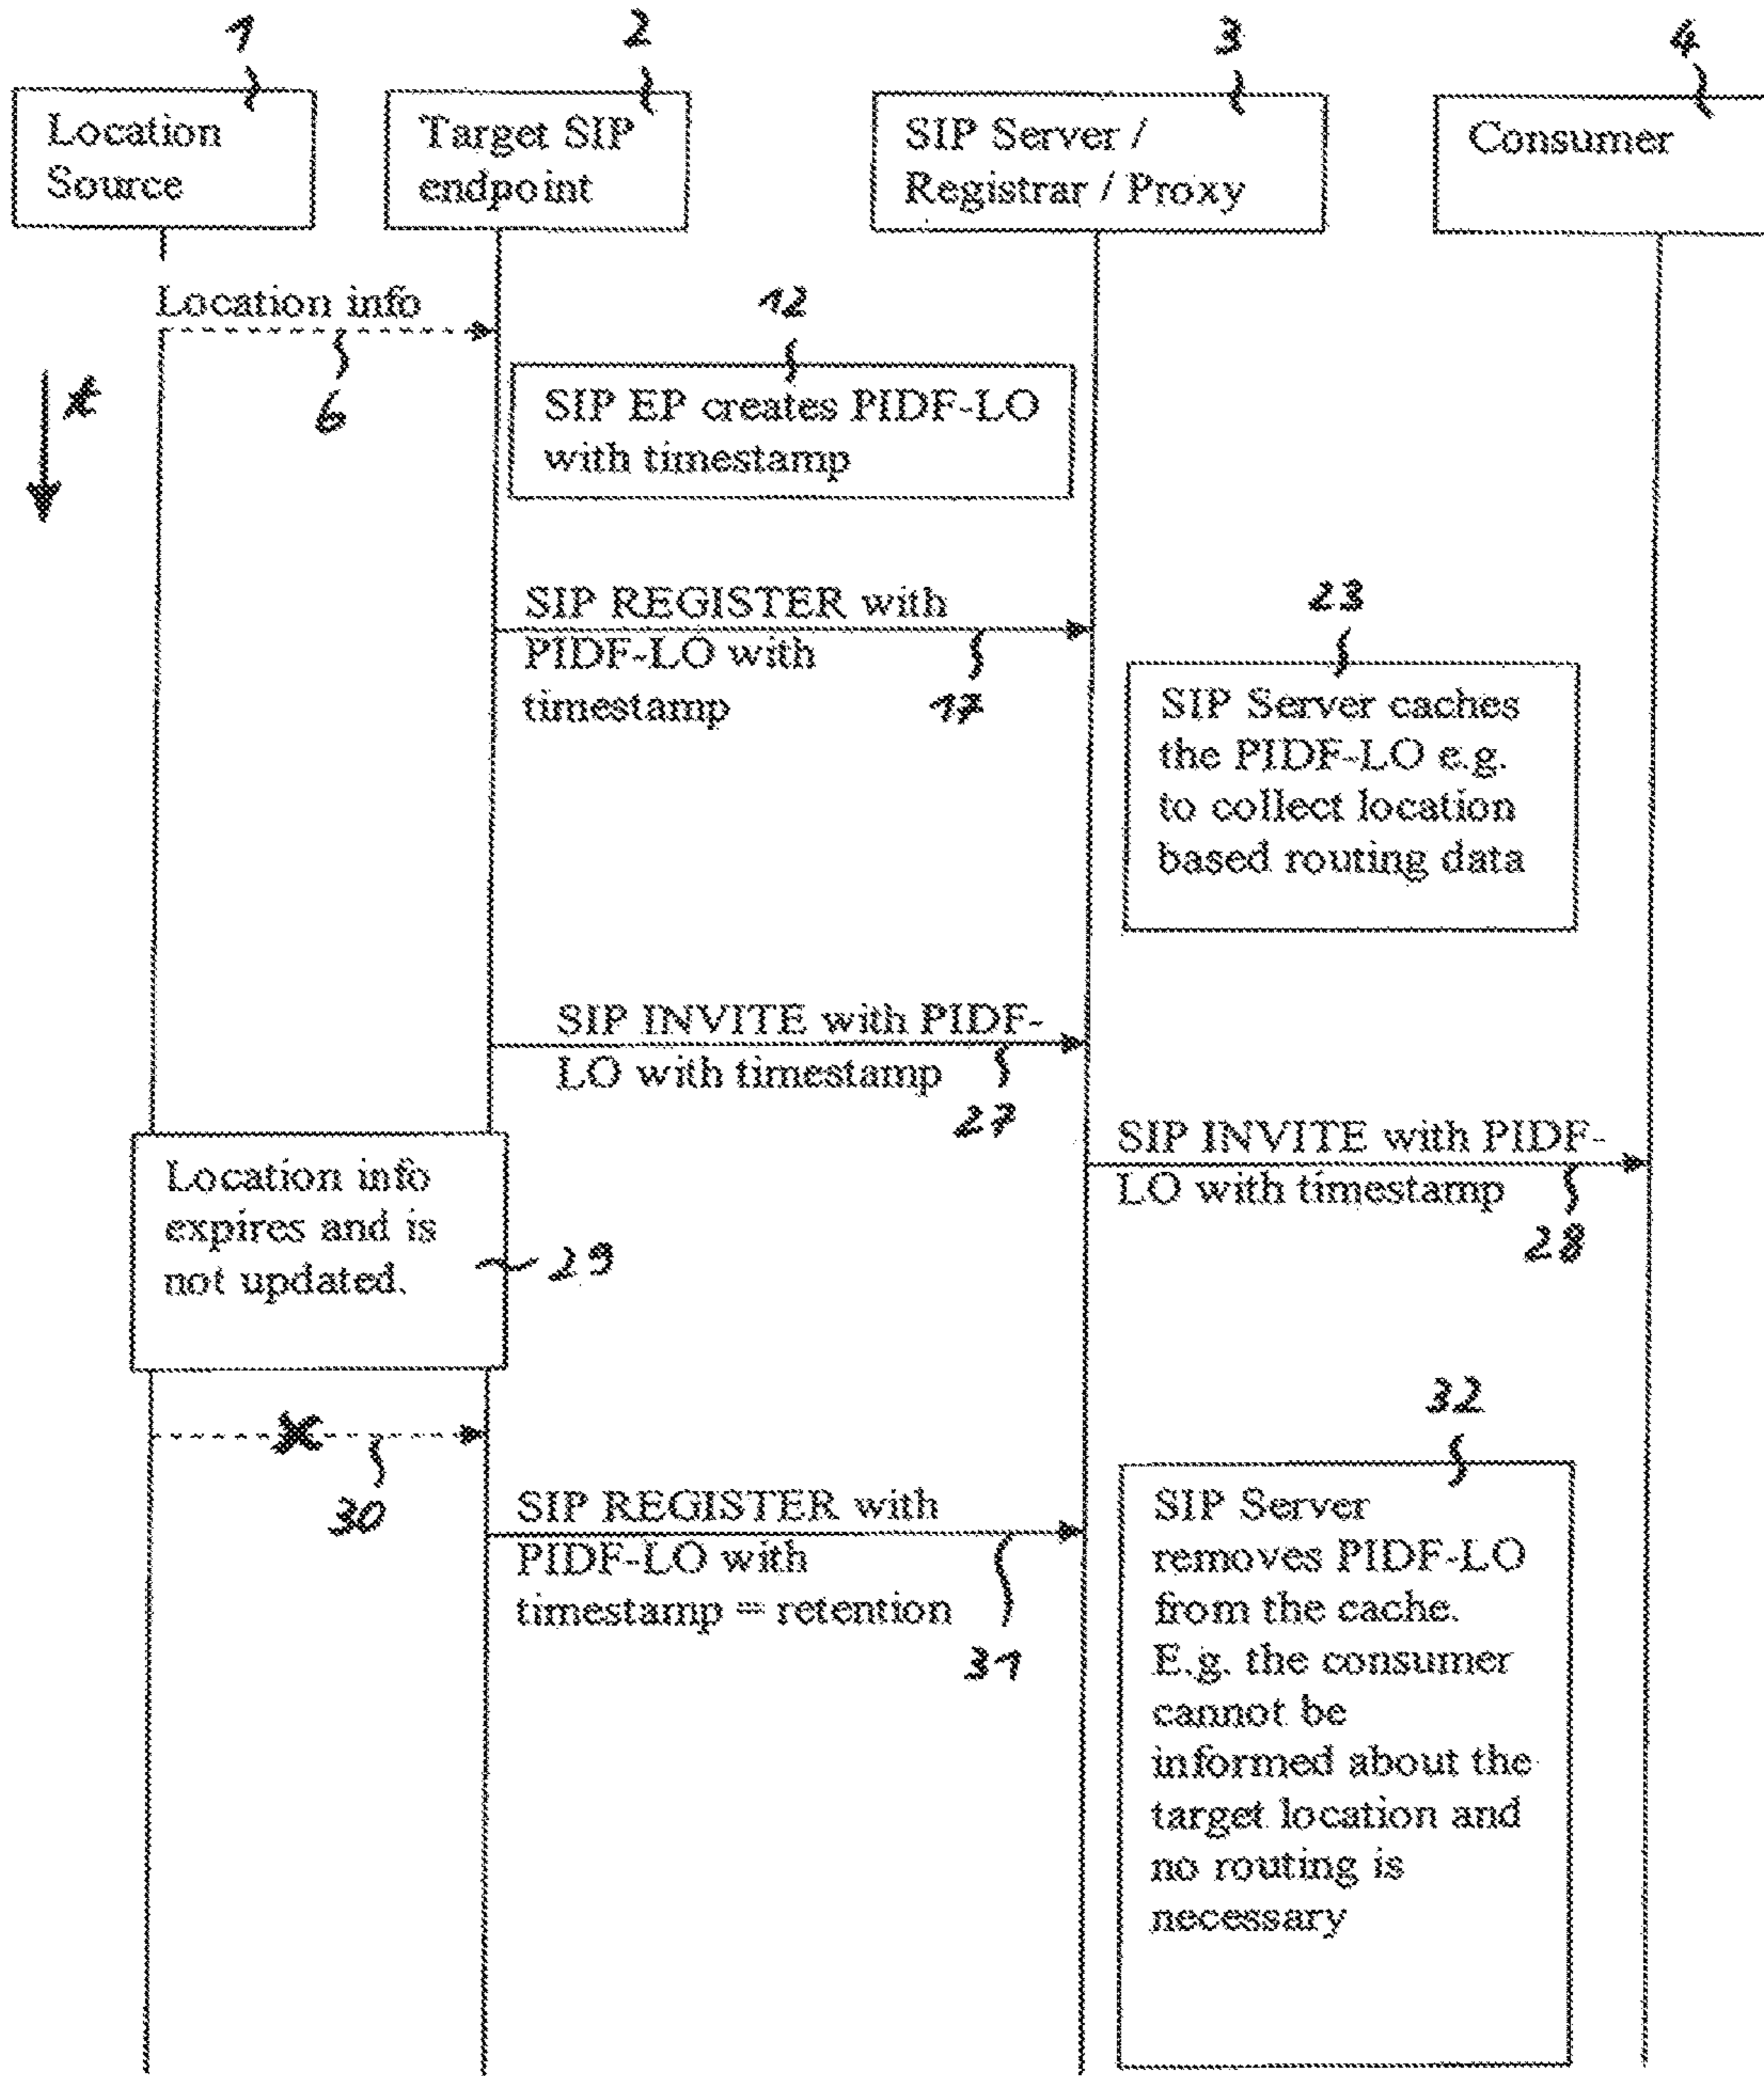 1
2
3
4
Location
Source
Target SIP
endpoint
SIP Server /
Registrar / Proxy
Consumer
Location info
6
t
12
SIP EP creates PIDF-LO
with timestamp
SIP REGISTER with
PIDF-LO with
timestamp
17
23
SIP Server caches
the PIDF-LO e.g.
to collect location
based routing data
SIP INVITE with PIDF-
LO with timestamp
27
SIP INVITE with PIDF-
LO with timestamp
28
Location info
expires and is
not updated.
29
30
SIP REGISTER with
PIDF-LO with
timestamp = retention
31
32
SIP Server
removes PIDF-LO
from the cache.
E.g. the consumer
cannot be
informed about the
target location and
no routing is
necessary